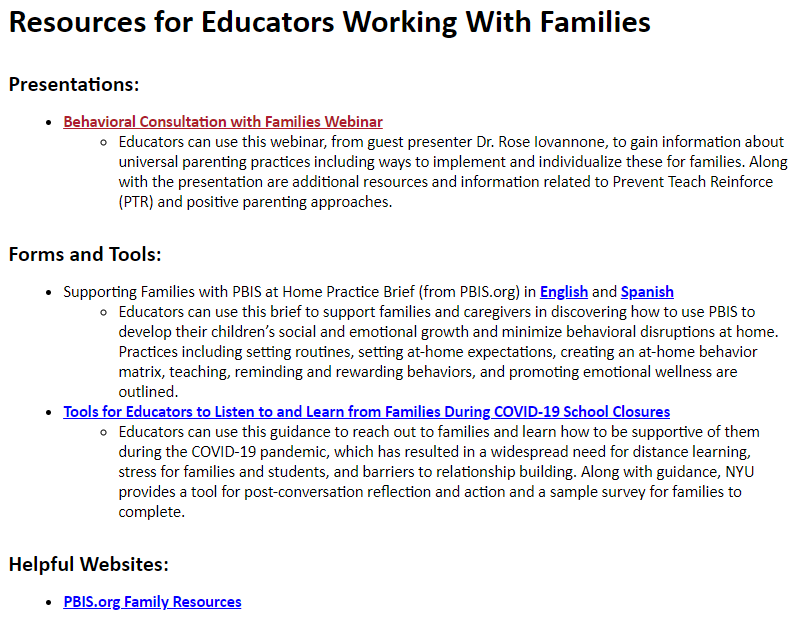 Resources for Educators Working With Families
Presentations:
• Behavioral Consultation with Families Webinar
◦ Educators can use this webinar, from guest presenter Dr. Rose Iovannone, to gain information about
universal parenting practices including ways to implement and individualize these for families. Along
with the presentation are additional resources and information related to Prevent Teach Reinforce
(PTR) and positive parenting approaches.
Forms and Tools:
• Supporting Families with PBIS at Home Practice Brief (from PBIS.org) in English and Spanish
◦ Educators can use this brief to support families and caregivers in discovering how to use PBIS to
develop their children’s social and emotional growth and minimize behavioral disruptions at home.
Practices including setting routines, setting at-home expectations, creating an at-home behavior
matrix, teaching, reminding and rewarding behaviors, and promoting emotional wellness are
outlined.
• Tools for Educators to Listen to and Learn from Families During COVID-19 School Closures
◦ Educators can use this guidance to reach out to families and learn how to be supportive of them
during the COVID-19 pandemic, which has resulted in a widespread need for distance learning,
stress for families and students, and barriers to relationship building. Along with guidance, NYU
provides a tool for post-conversation reflection and action and a sample survey for families to
complete.
Helpful Websites:
• PBIS.org Family Resources